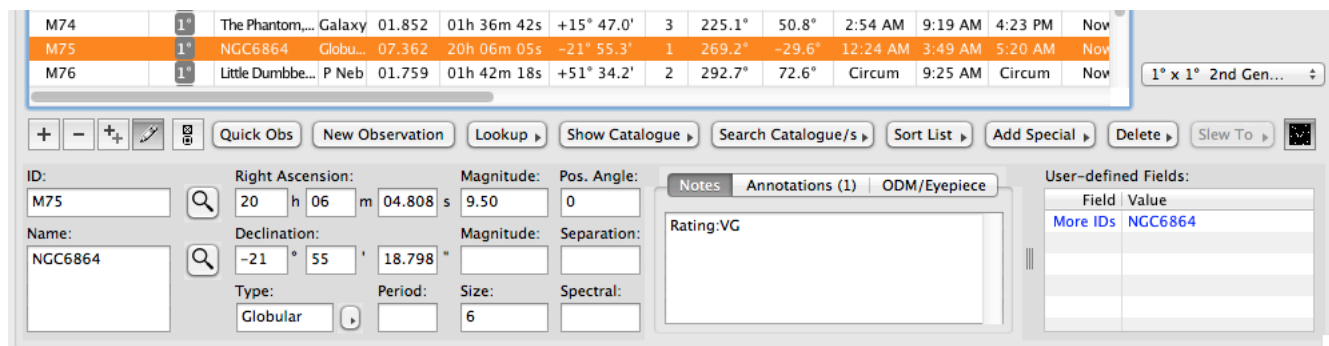 M74 1° The Phantom,... Galaxy 01.852 01h 36m 42s +15° 47.0' 3 225.1° 50.8° 2:54 AM 9:19 AM 4:23 PM Now
M75 1° NGC6864 Globu... 07.362 20h 06m 05s -21° 55.3' 1 269.2° -29.6° 12:24 AM 3:49 AM 5:20 AM Now
M76 1° Little Dumbbe... P Neb 01.759 01h 42m 18s +51° 34.2' 2 292.7° 72.6° Circum 9:25 AM Circum Now
1° x 1° 2nd Gen...
+ - Quick Obs New Observation Lookup Show Catalogue Search Catalogue/s Sort List Add Special Delete Slew To
ID: Right Ascension: Magnitude: Pos. Angle: Notes Annotations (1) ODM/Eyepiece User-defined Fields:
M75 20 h 06 m 04.808 s 9.50 0 Field Value
Name: Declination: Magnitude: Separation: Rating:VG More IDs NGC6864
NGC6864 -21 ° 55 ' 18.798 "
Type: Period: Size: Spectral:
Globular 6